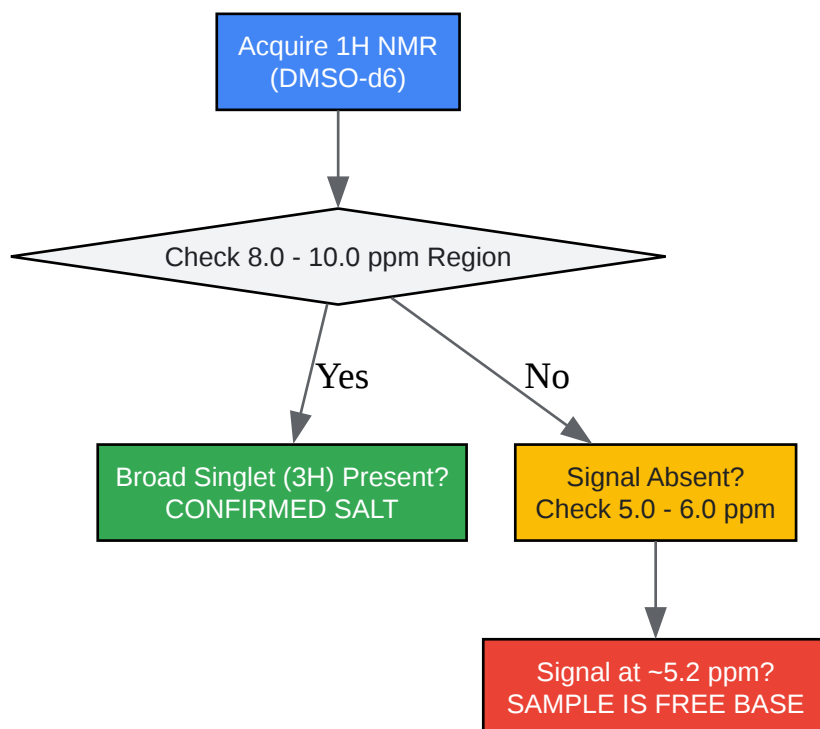 Acquire 1H NMR
(DMSO-d6)
Check 8.0 - 10.0 ppm Region
Yes
No
Broad Singlet (3H) Present?
CONFIRMED SALT
Signal Absent?
Check 5.0 - 6.0 ppm
Signal at ~5.2 ppm?
SAMPLE IS FREE BASE